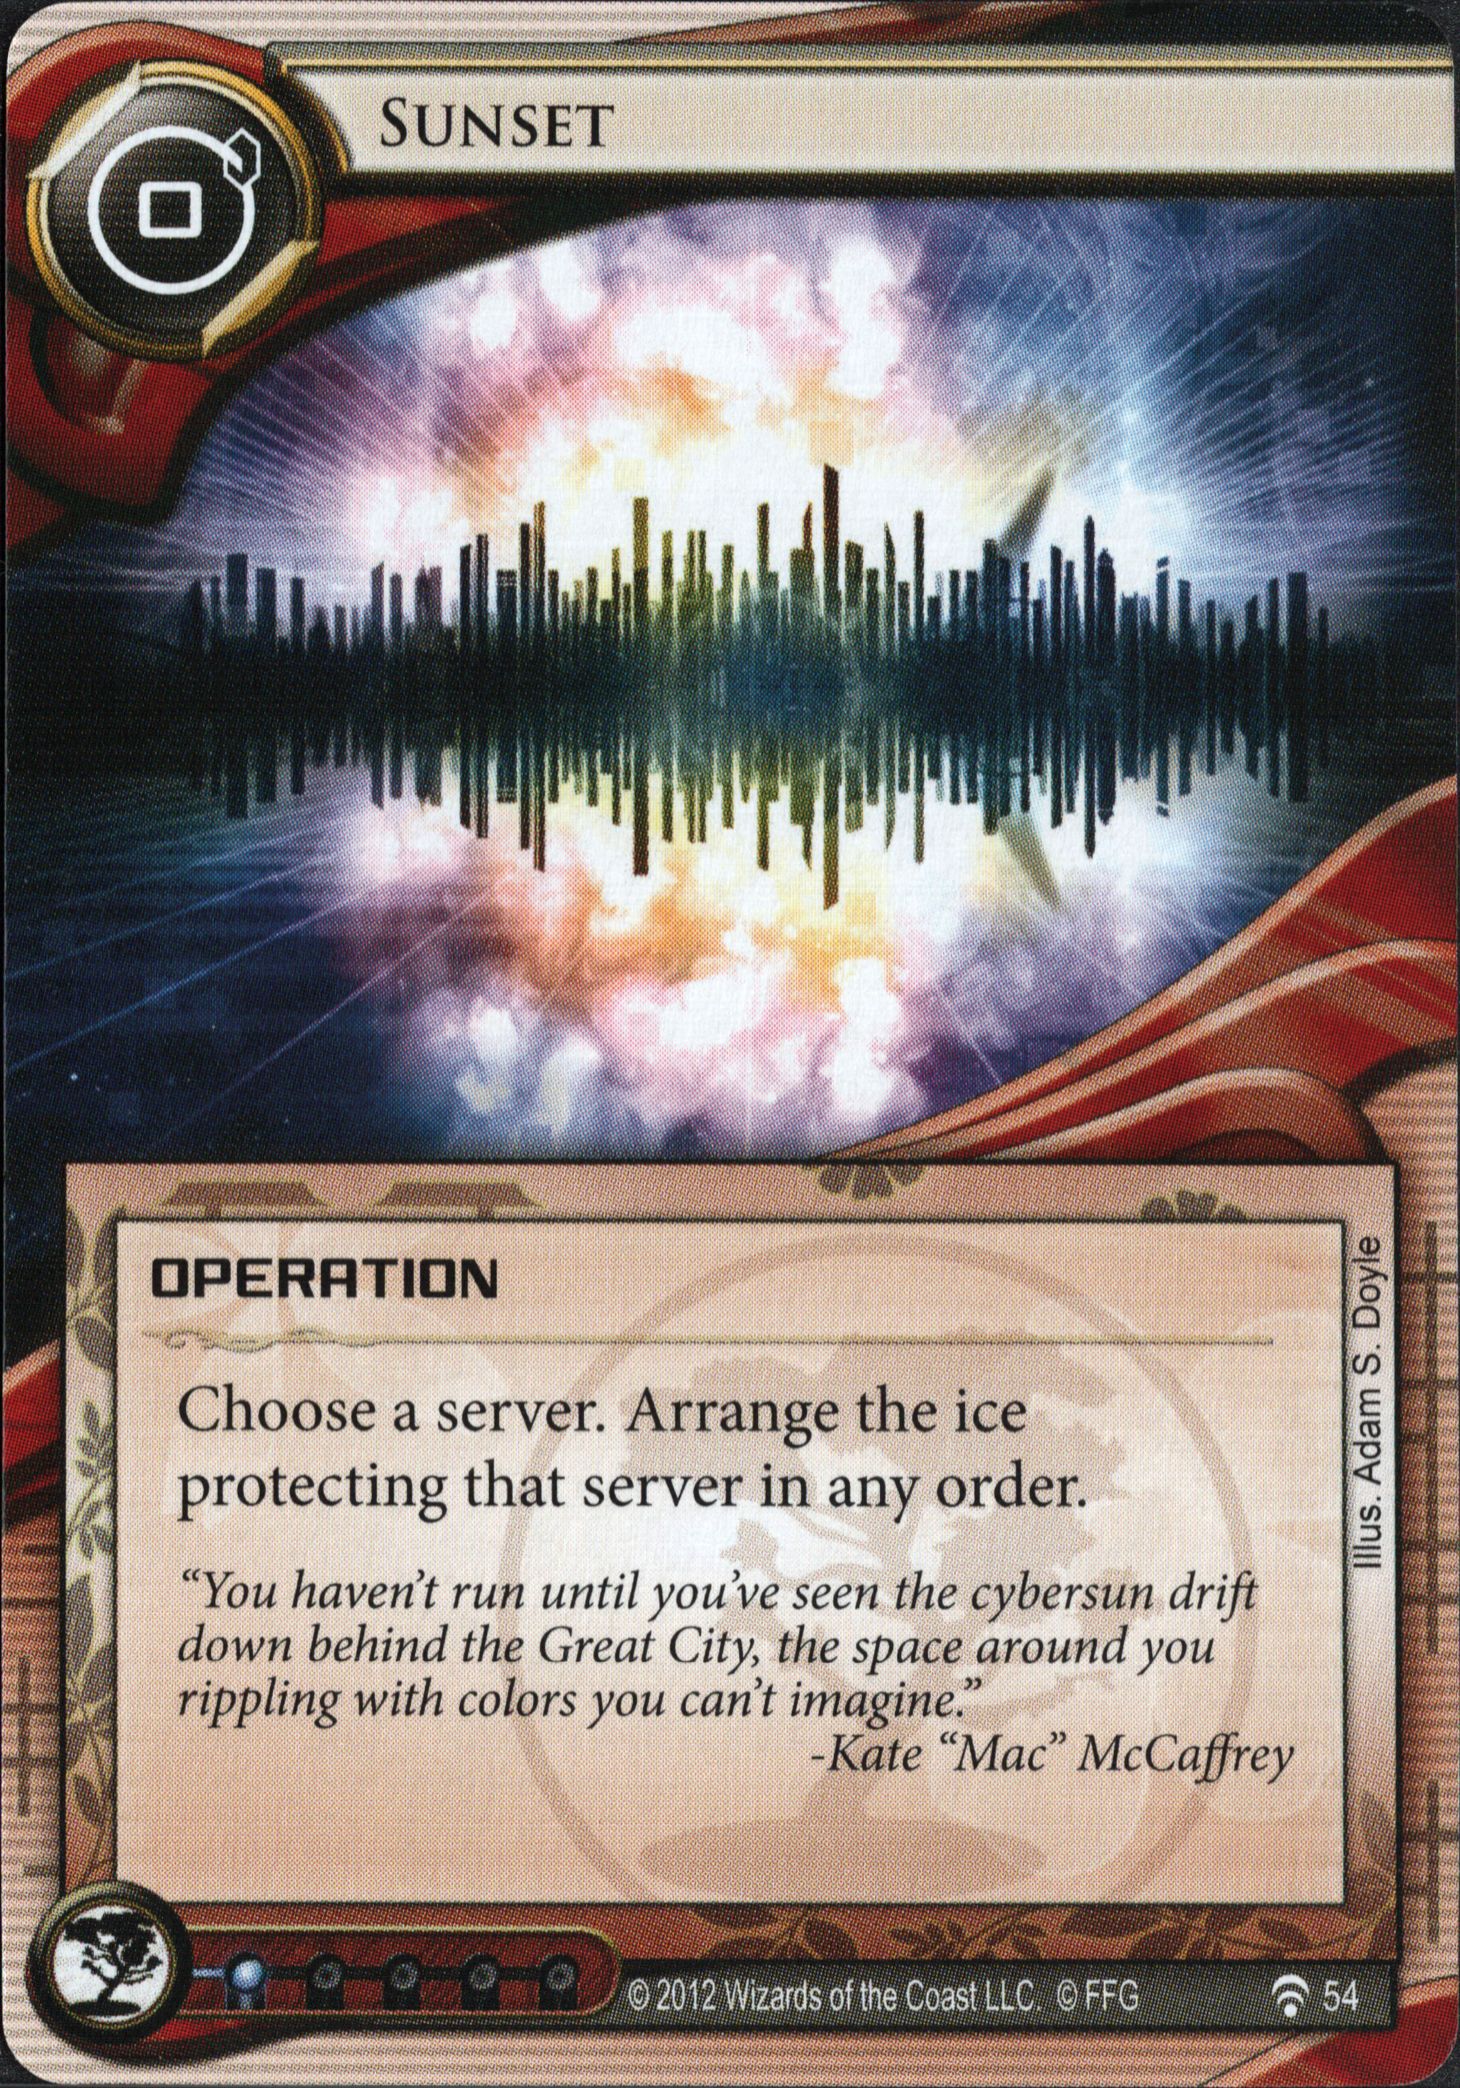 0
SUNSET
OPERATION
Choose a server. Arrange the ice
protecting that server in any order.
“You haven’t run until you’ve seen the cybersun drift
down behind the Great City, the space around you
rippling with colors you can’t imagine.”
-Kate “Mac” McCaffrey
Illus. Adam S. Doyle
© 2012 Wizards of the Coast LLC. © FFG
54